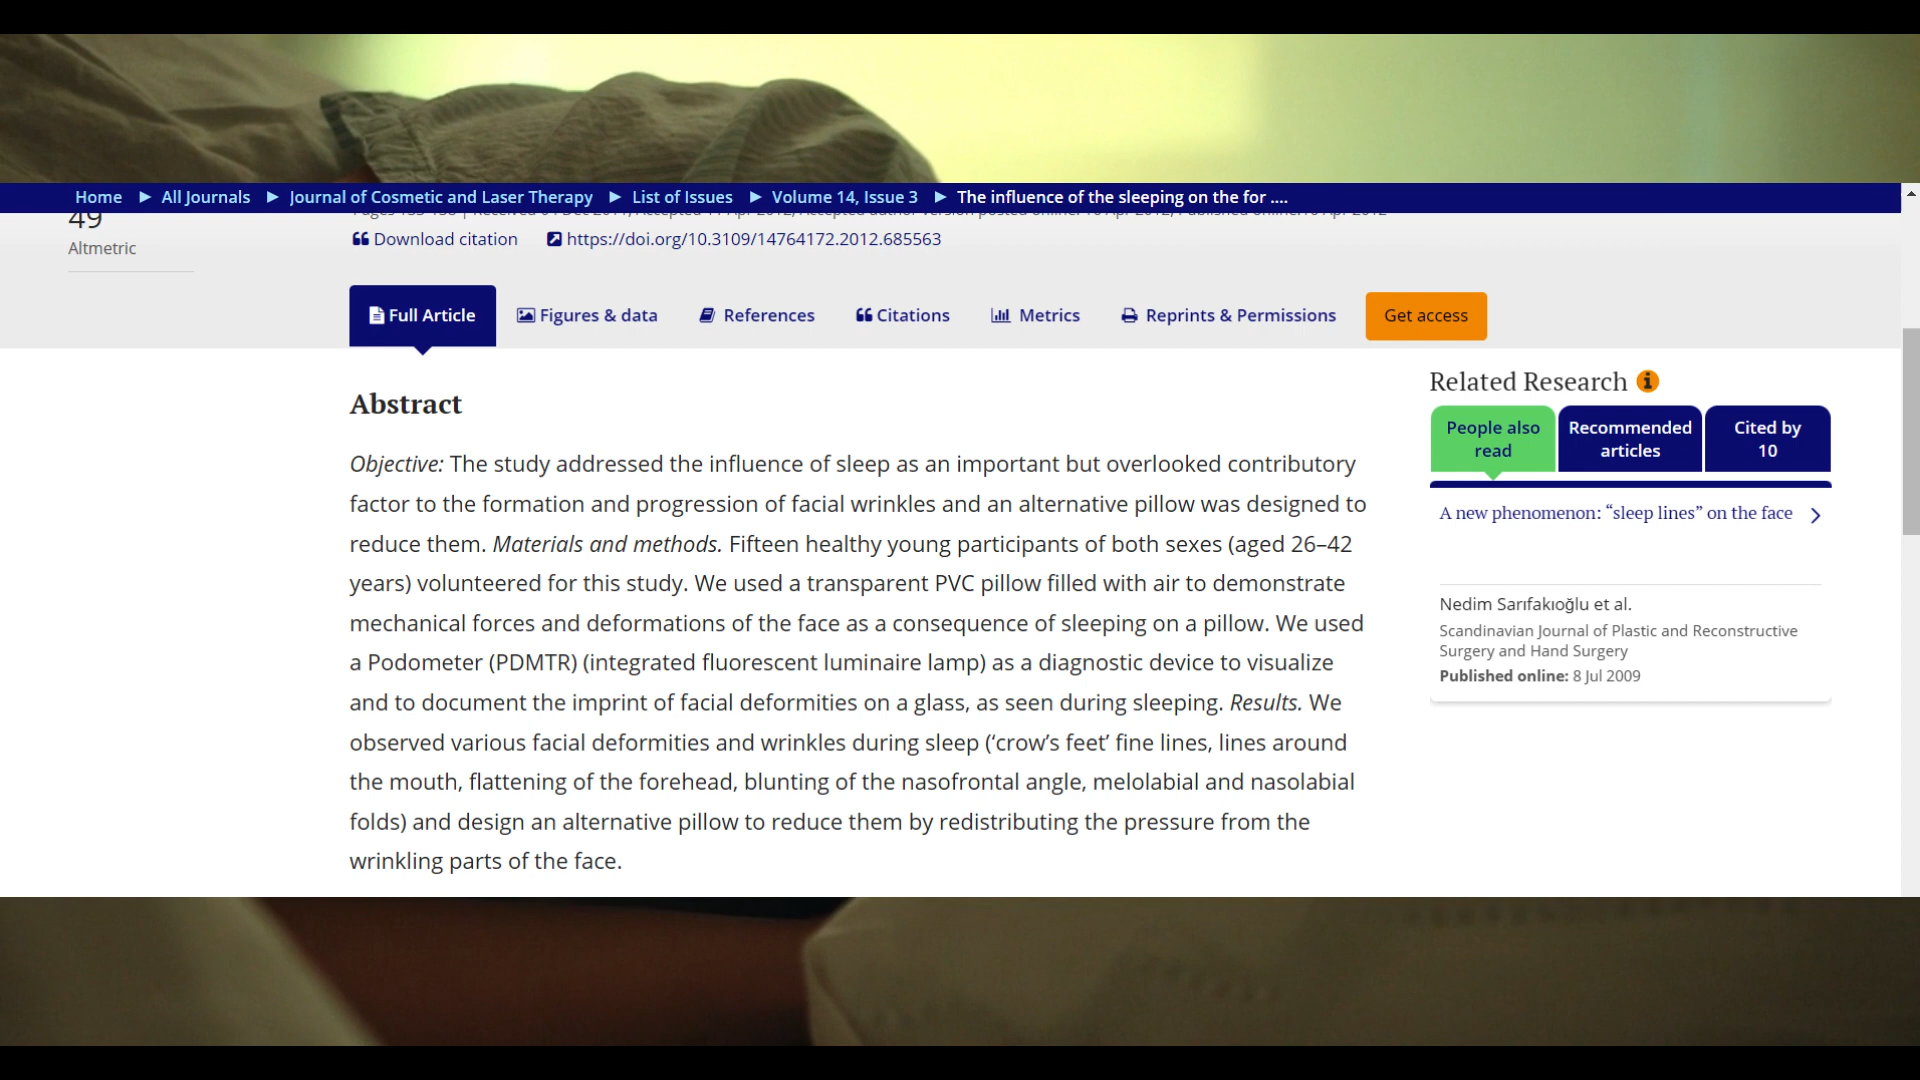 Home ► All Journals ► Journal of Cosmetic and Laser Therapy ► List of Issues ► Volume 14, Issue 3 ► The influence of the sleeping on the for ....
49
Altmetric
Download citation https://doi.org/10.3109/14764172.2012.685563
Full Article Figures & data References Citations Metrics Reprints & Permissions Get access
Abstract
Objective: The study addressed the influence of sleep as an important but overlooked contributory
factor to the formation and progression of facial wrinkles and an alternative pillow was designed to
reduce them. Materials and methods. Fifteen healthy young participants of both sexes (aged 26–42
years) volunteered for this study. We used a transparent PVC pillow filled with air to demonstrate
mechanical forces and deformations of the face as a consequence of sleeping on a pillow. We used
a Podometer (PDMTR) (integrated fluorescent luminaire lamp) as a diagnostic device to visualize
and to document the imprint of facial deformities on a glass, as seen during sleeping. Results. We
observed various facial deformities and wrinkles during sleep (‘crow’s feet’ fine lines, lines around
the mouth, flattening of the forehead, blunting of the nasofrontal angle, melolabial and nasolabial
folds) and design an alternative pillow to reduce them by redistributing the pressure from the
wrinkling parts of the face.
Related Research
People also
read
Recommended
articles
Cited by
10
A new phenomenon: “sleep lines” on the face
Nedim Sarıfakıoğlu et al.
Scandinavian Journal of Plastic and Reconstructive
Surgery and Hand Surgery
Published online: 8 Jul 2009